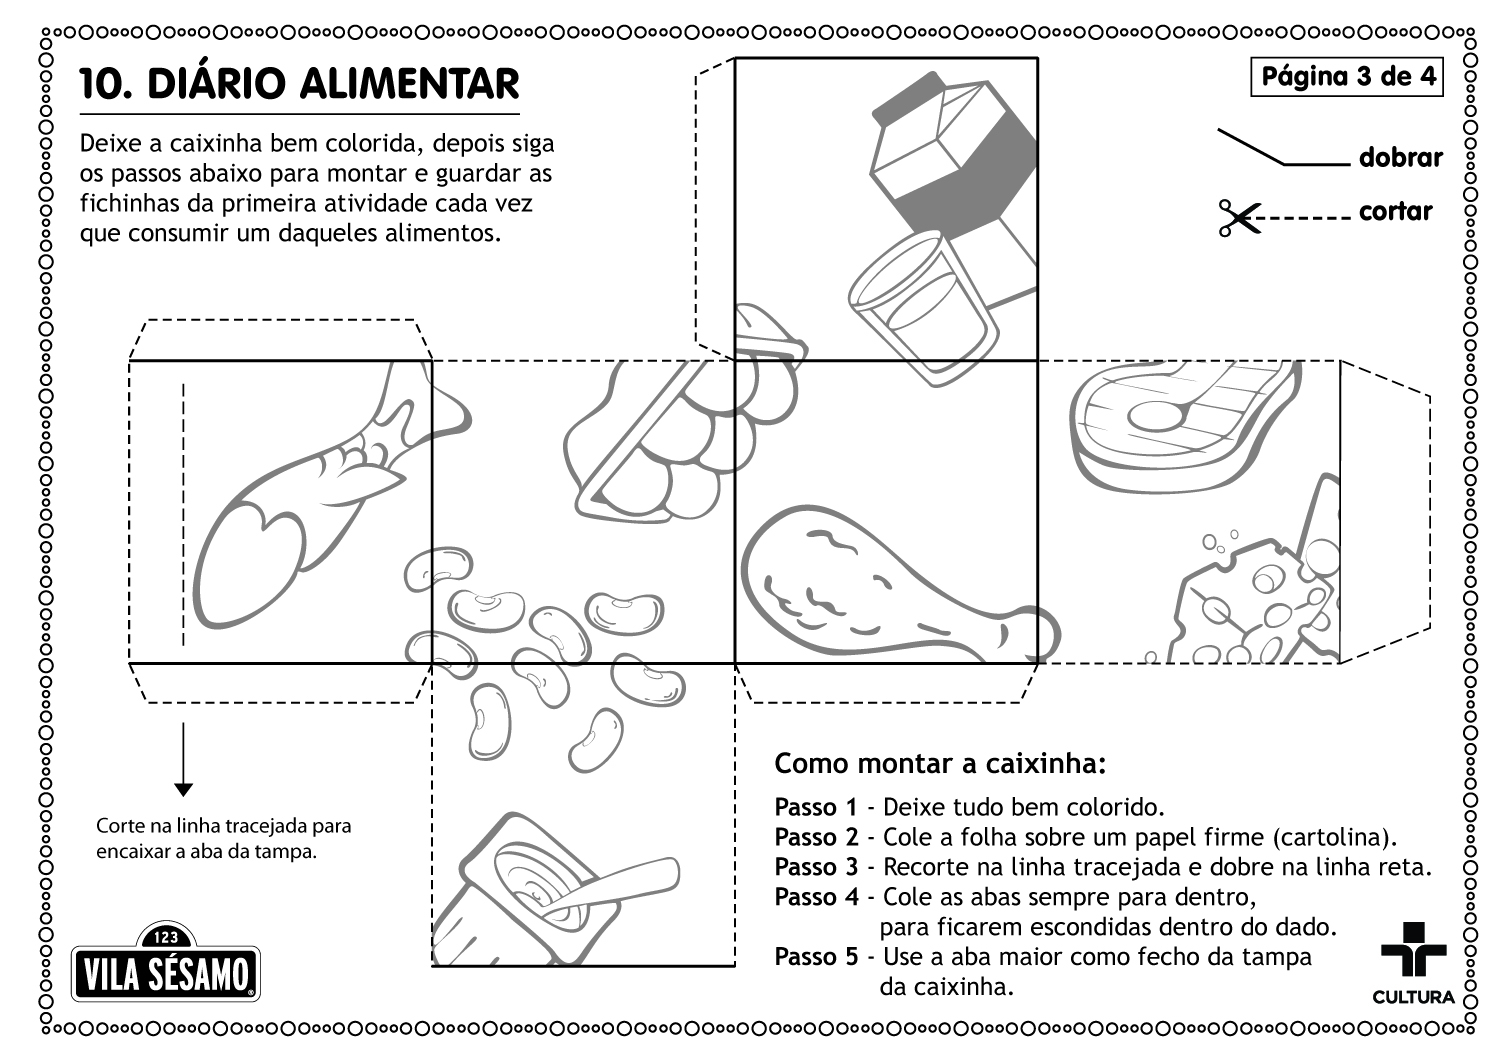 10. DIÁRIO ALIMENTAR
Deixe a caixinha bem colorida, depois siga
os passos abaixo para montar e guardar as
fichinhas da primeira atividade cada vez
que consumir um daqueles alimentos.
Página 3 de 4
dobrar
cortar
Corte na linha tracejada para
encaixar a aba da tampa.
Como montar a caixinha:
Passo 1 - Deixe tudo bem colorido.
Passo 2 - Cole a folha sobre um papel firme (cartolina).
Passo 3 - Recorte na linha tracejada e dobre na linha reta.
Passo 4 - Cole as abas sempre para dentro,
para ficarem escondidas dentro do dado.
Passo 5 - Use a aba maior como fecho da tampa
da caixinha.
123
VILA SÉSAMO®
CULTURA